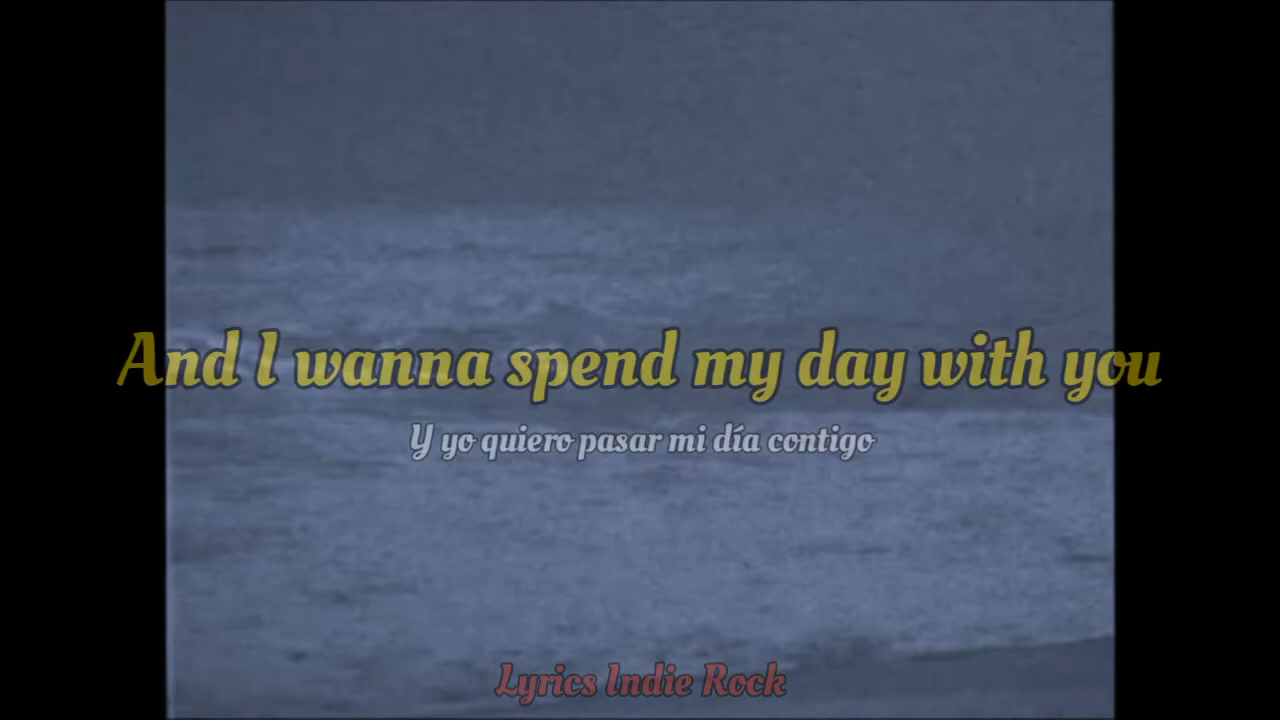 And I wanna spend my day with you
Y yo quiero pasar mi día contigo
Lyrics Indie Rock